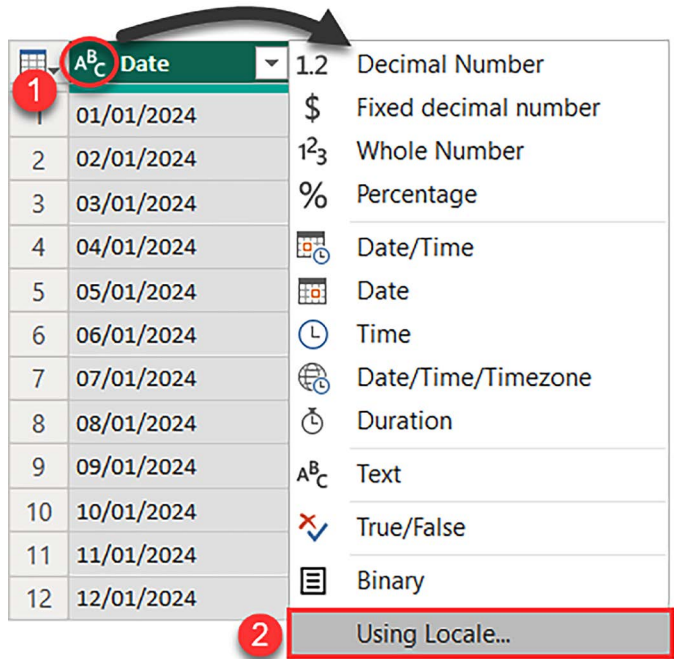 ABC Date
1
1 01/01/2024
2 02/01/2024
3 03/01/2024
4 04/01/2024
5 05/01/2024
6 06/01/2024
7 07/01/2024
8 08/01/2024
9 09/01/2024
10 10/01/2024
11 11/01/2024
12 12/01/2024
1.2 Decimal Number
$ Fixed decimal number
123 Whole Number
% Percentage
Date/Time
Date
Time
Date/Time/Timezone
Duration
ABC Text
True/False
Binary
2 Using Locale...